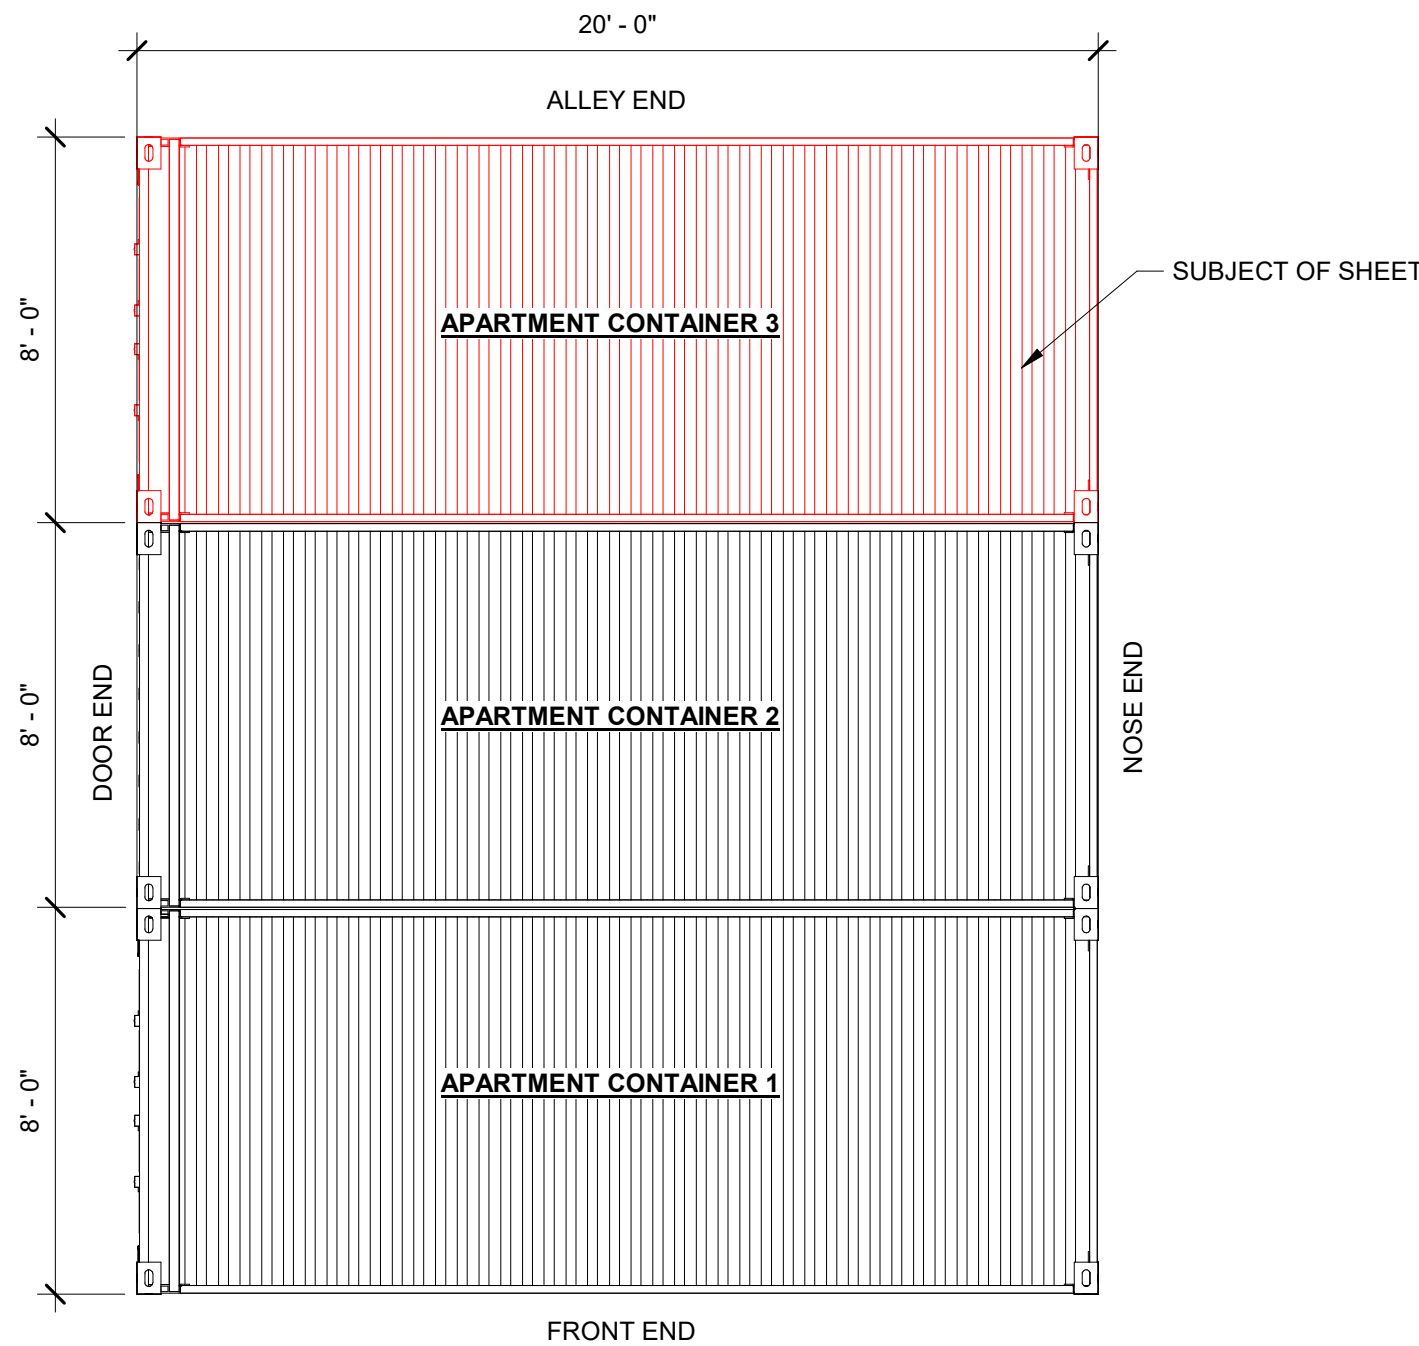 20' - 0"
ALLEY END
SUBJECT OF SHEET
8' - 0"
APARTMENT CONTAINER 3
8' - 0"
DOOR END
APARTMENT CONTAINER 2
NOSE END
8' - 0"
APARTMENT CONTAINER 1
FRONT END